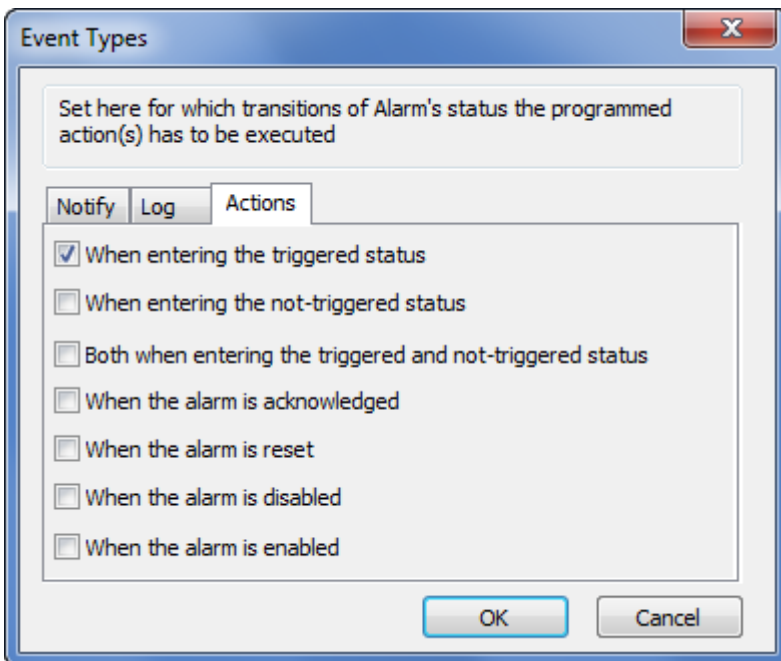 Event Types
X
Set here for which transitions of Alarm's status the programmed
action(s) has to be executed
Notify Log Actions
When entering the triggered status
When entering the not-triggered status
Both when entering the triggered and not-triggered status
When the alarm is acknowledged
When the alarm is reset
When the alarm is disabled
When the alarm is enabled
OK Cancel